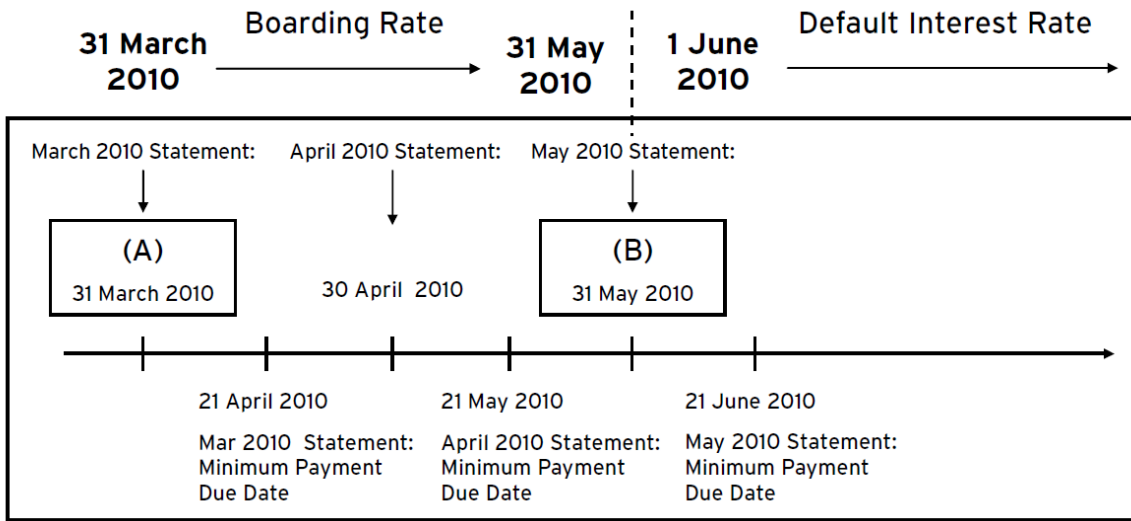 Boarding Rate
Default Interest Rate
31 March
2010
31 May
2010
1 June
2010
March 2010 Statement:
April 2010 Statement:
May 2010 Statement:
(A)
31 March 2010
30 April 2010
(B)
31 May 2010
21 April 2010
Mar 2010 Statement:
Minimum Payment
Due Date
21 May 2010
April 2010 Statement:
Minimum Payment
Due Date
21 June 2010
May 2010 Statement:
Minimum Payment
Due Date